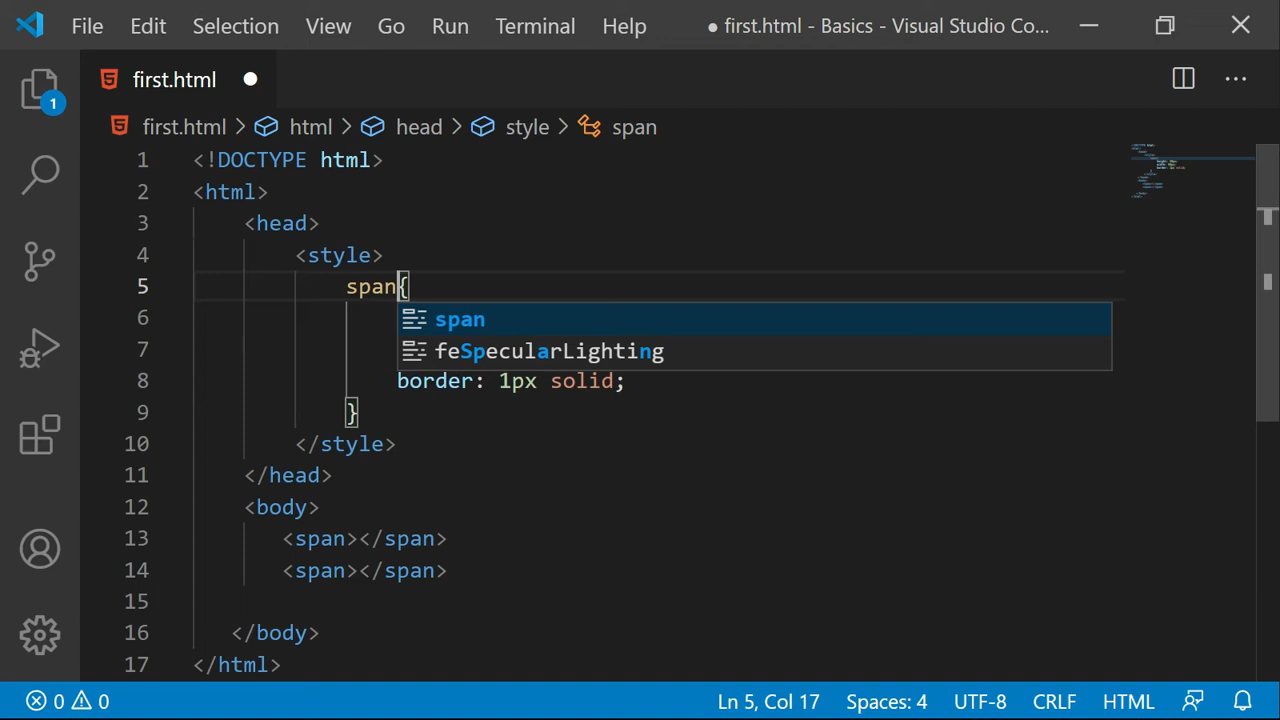 File Edit Selection View Go Run Terminal Help ● first.html - Basics - Visual Studio Co...
1
first.html
first.html > html > head > style > span
1 <!DOCTYPE html>
2 <html>
3 <head>
4 <style>
5 span{
6 span
7 feSpecularLighting
8 border: 1px solid;
9 }
10 </style>
11 </head>
12 <body>
13 <span></span>
14 <span></span>
15
16 </body>
17 </html>
0 0 Ln 5, Col 17 Spaces: 4 UTF-8 CRLF HTML